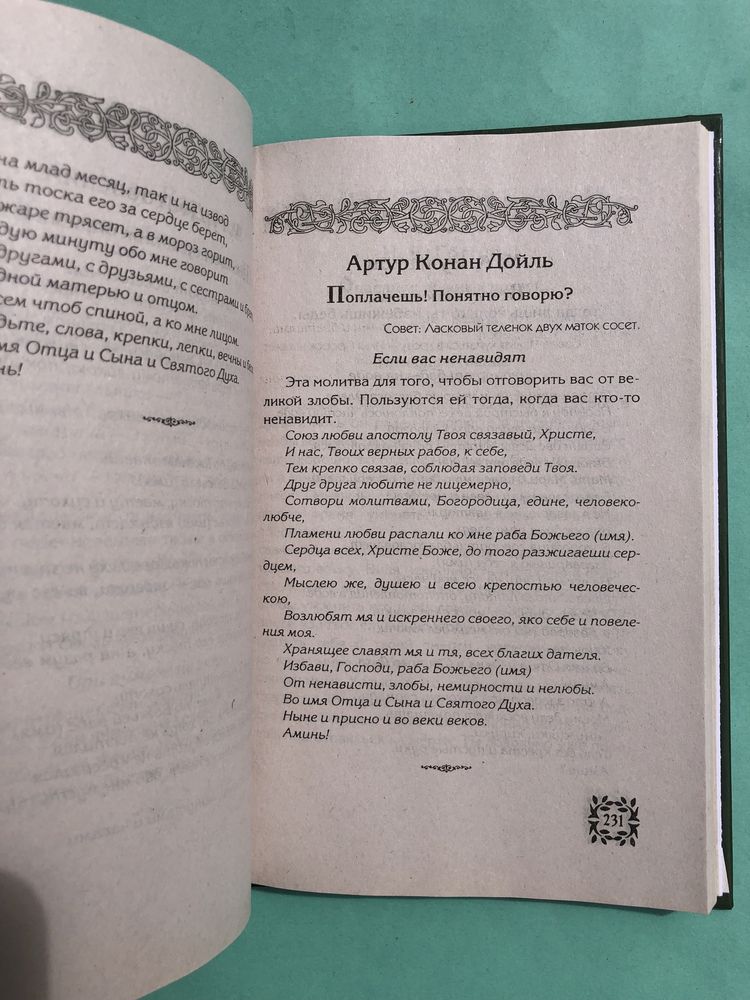 на млад месяц, так и на извод
ть тоска его за сердце берет,
жаре трясет, а в мороз горит,
дую минуту обо мне говорит
другами, с друзьями, с сестрами и
дной матерью и отцом.
сем чтоб спиной, а ко мне лицом.
дьте, слова, крепки, лепки, вечны и
мя Отца и Сына и Святого Духа.
нь!
Артур Конан Дойль
Поплачешь! Понятно говорю?
Совет: Ласковый теленок двух маток сосет.
Если вас ненавидят
Эта молитва для того, чтобы отговорить вас от ве-
ликой злобы. Пользуются ей тогда, когда вас кто-то
ненавидит.
Союз любви апостолу Твоя связавый, Христе,
И нас, Твоих верных рабов, к себе,
Тем крепко связав, соблюдая заповеди Твоя.
Друг друга любите не лицемерно,
Сотвори молитвами, Богородица, едине, человеко-
любче,
Пламени любви распали ко мне раба Божьего (имя).
Сердца всех, Христе Боже, до того разжигаеши сер-
дцем,
Мыслею же, душею и всею крепостью человечес-
кою,
Возлюбят мя и искреннего своего, яко себе и повеле-
ния моя.
Хранящее славят мя и тя, всех благих дателя.
Избави, Господи, раба Божьего (имя)
От ненависти, злобы, немирности и нелюбы.
Во имя Отца и Сына и Святого Духа.
Ныне и присно и во веки веков.
Аминь!
231